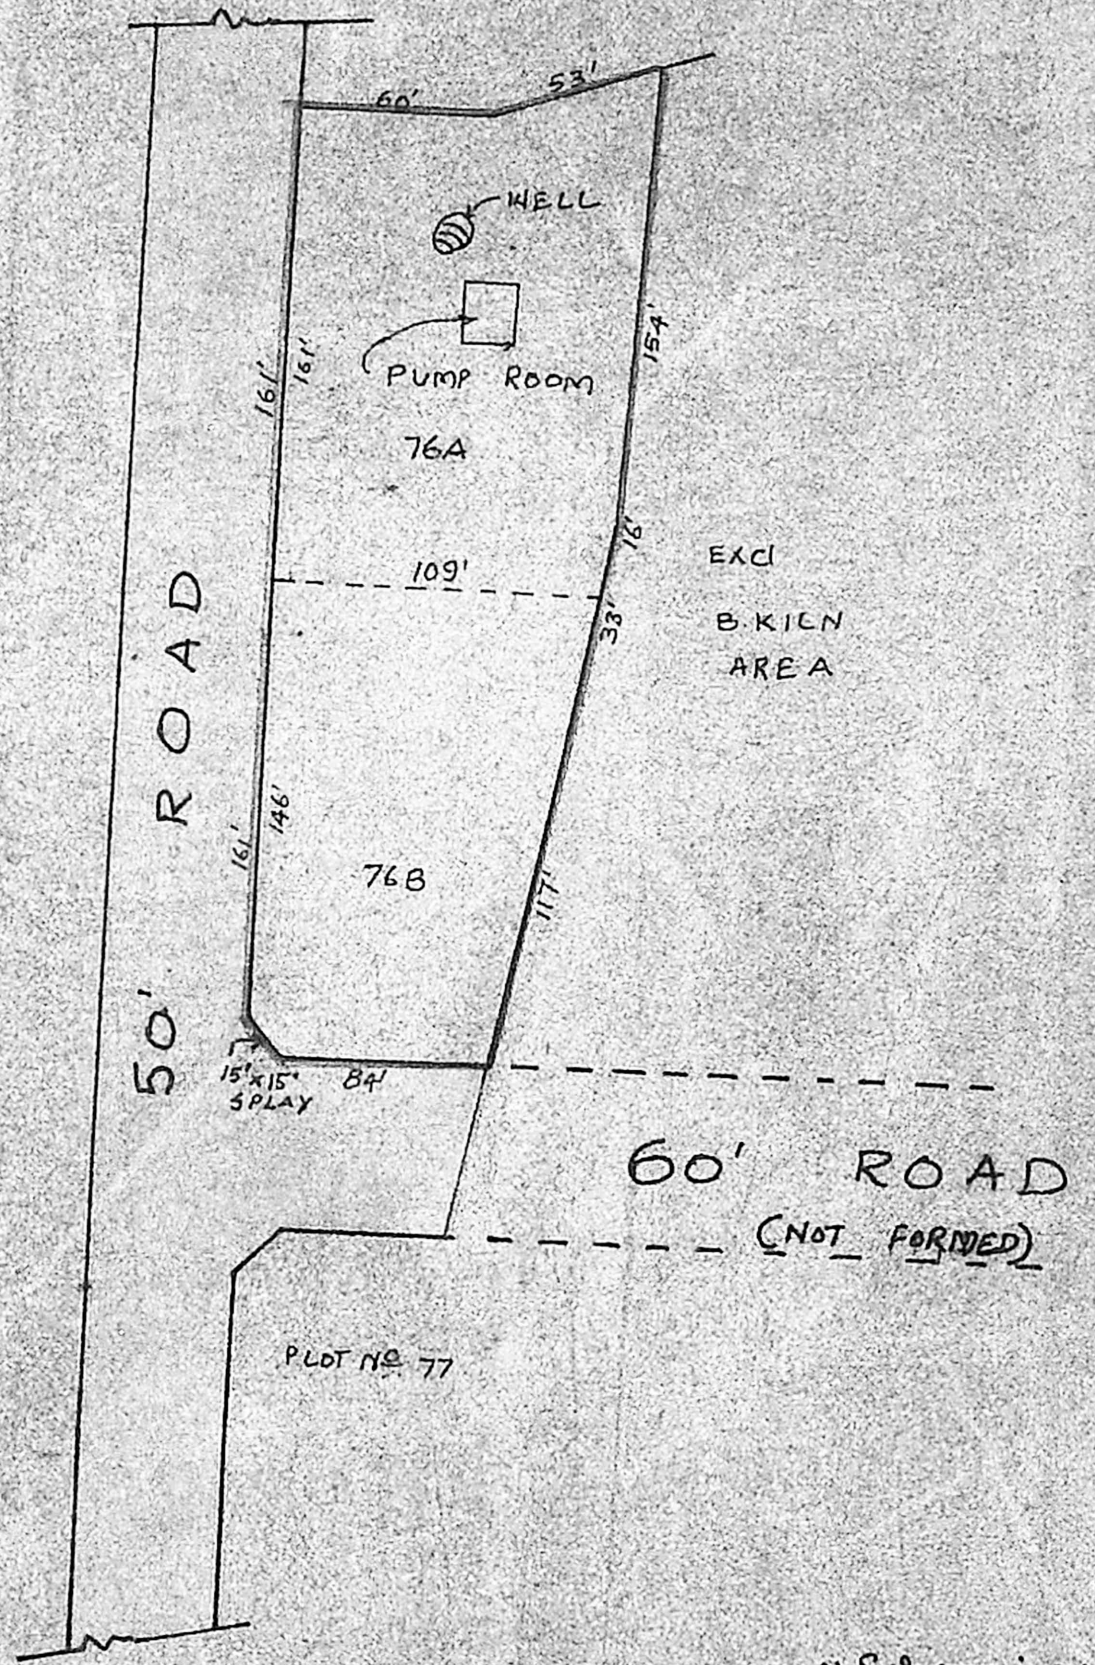 60'
53'
WELL
161'
161'
154'
PUMP ROOM
76A
16'
109'
EXCl
33'
B. KILN
AREA
50' ROAD
161'
146'
76B
117'
15' x 15'
SPLAY
84'
60' ROAD
(NOT FORMED)
PLOT No 77